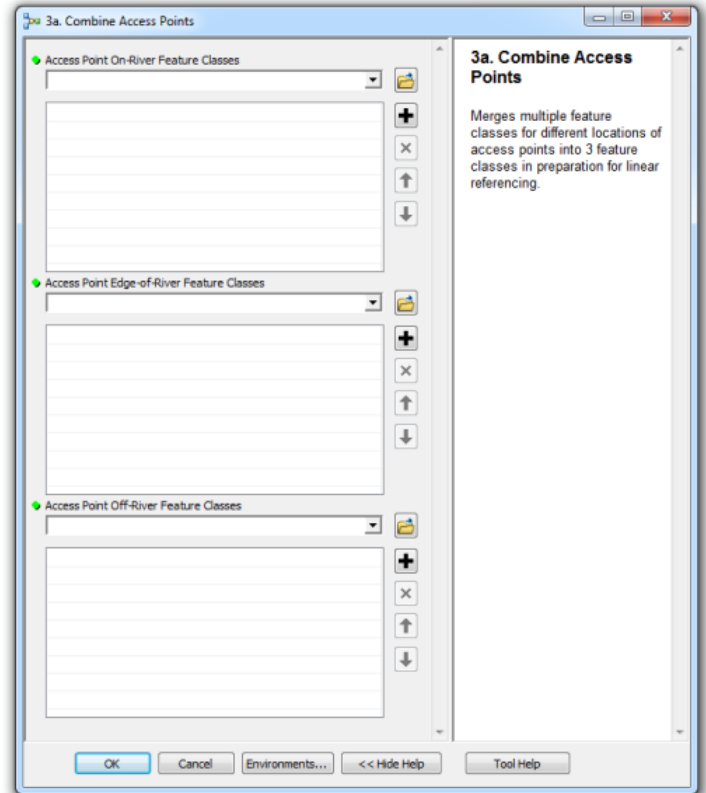 3a. Combine Access Points
Access Point On-River Feature Classes
Access Point Edge-of-River Feature Classes
Access Point Off-River Feature Classes
3a. Combine Access
Points
Merges multiple feature
classes for different locations of
access points into 3 feature
classes in preparation for linear
referencing.
OK
Cancel
Environments...
<< Hide Help
Tool Help